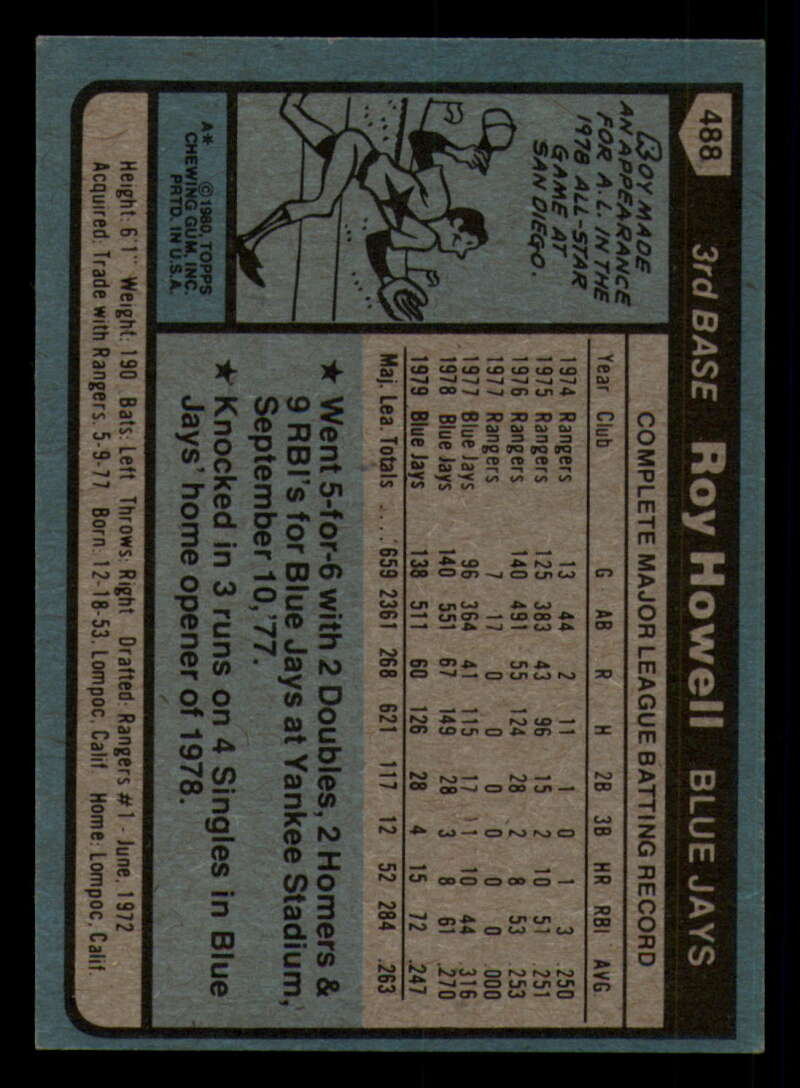 488
3rd BASE Roy Howell BLUE JAYS
ROY MADE
AN APPEARANCE
FOR A.L. IN THE
1978 ALL-STAR
GAME AT
SAN DIEGO.
A* © 1980 TOPPS
CHEWING GUM, INC.
PRTD. IN U.S.A.
COMPLETE MAJOR LEAGUE BATTING RECORD
Year Club G AB R H 2B 3B HR RBI AVG.
1974 Rangers 13 44 2 11 1 0 1 3 .250
1975 Rangers 125 383 43 96 15 2 10 51 .251
1976 Rangers 140 491 55 124 28 2 8 53 .253
1977 Rangers 7 17 0 0 0 0 0 0 .000
1977 Blue Jays 96 364 41 115 17 1 10 44 .316
1978 Blue Jays 140 551 67 149 28 3 8 61 .270
1979 Blue Jays 138 511 60 126 28 4 15 72 .247
Maj. Lea. Totals .... 659 2361 268 621 117 12 52 284 .263
★ Went 5-for-6 with 2 Doubles, 2 Homers &
9 RBI's for Blue Jays at Yankee Stadium,
September 10, '77.
★ Knocked in 3 runs on 4 Singles in Blue
Jays' home opener of 1978.
Height: 6'1" Weight: 190 Bats: Left Throws: Right Drafted: Rangers #1 - June, 1972
Acquired: Trade with Rangers, 5-9-77 Born: 12-18-53, Lompoc, Calif. Home: Lompoc, Calif.